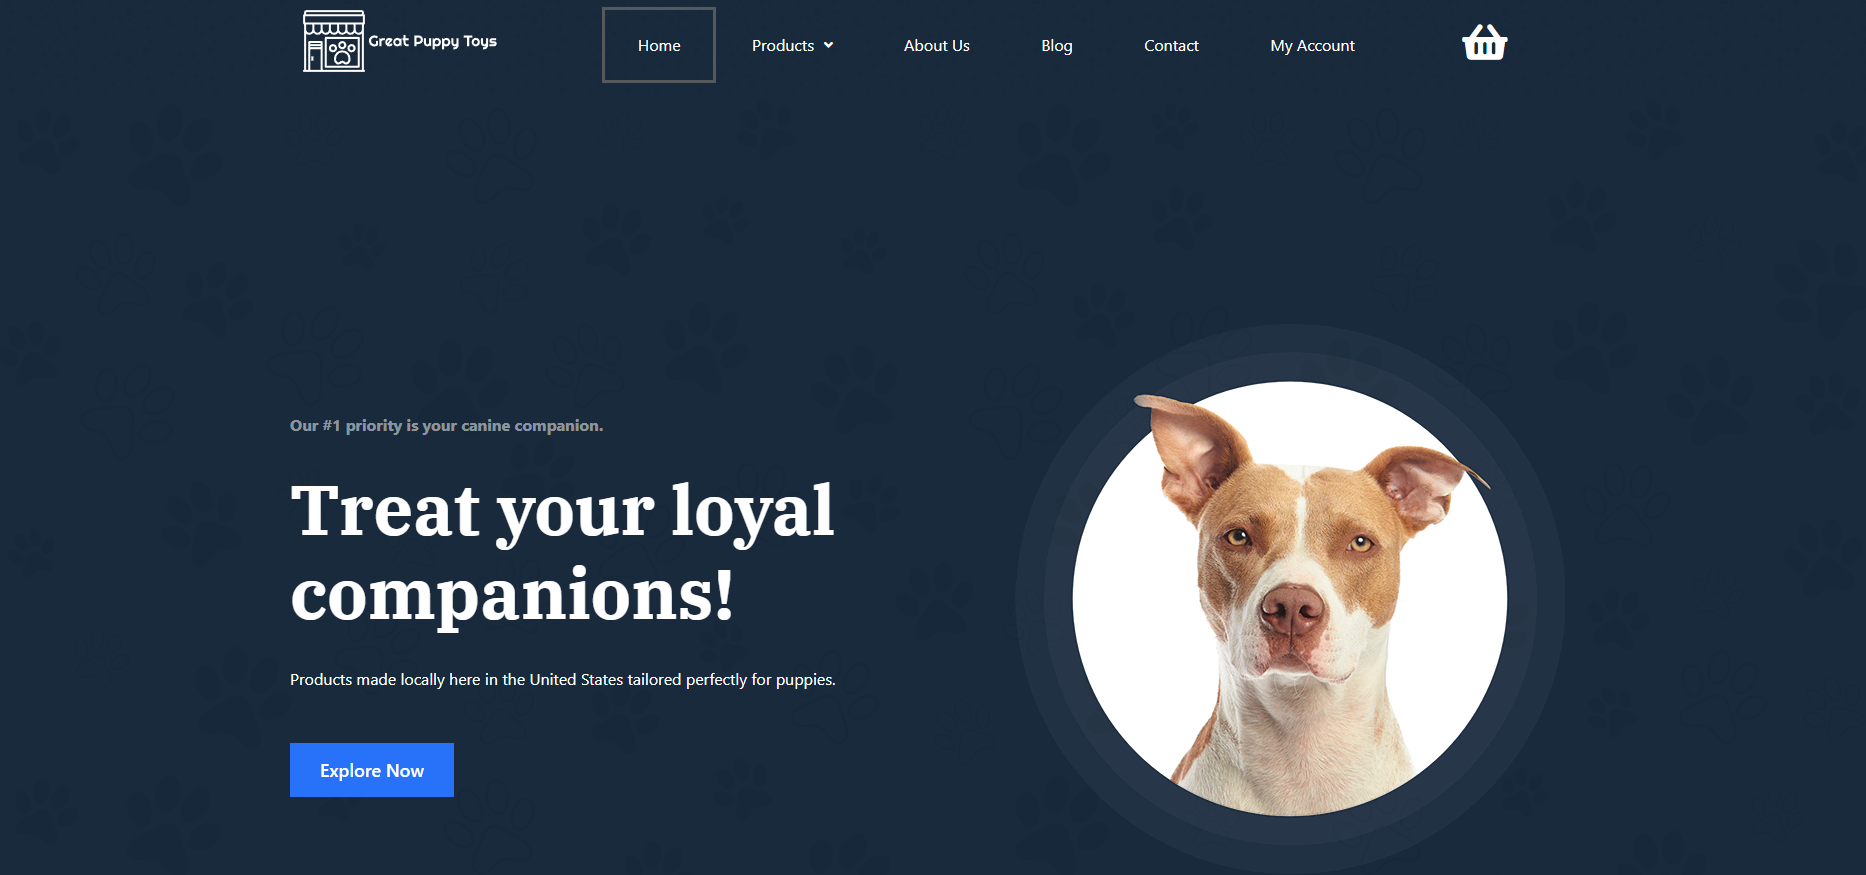 Great Puppy Toys
Home
Products
About Us
Blog
Contact
My Account
Our #1 priority is your canine companion.
Treat your loyal
companions!
Products made locally here in the United States tailored perfectly for puppies.
Explore Now